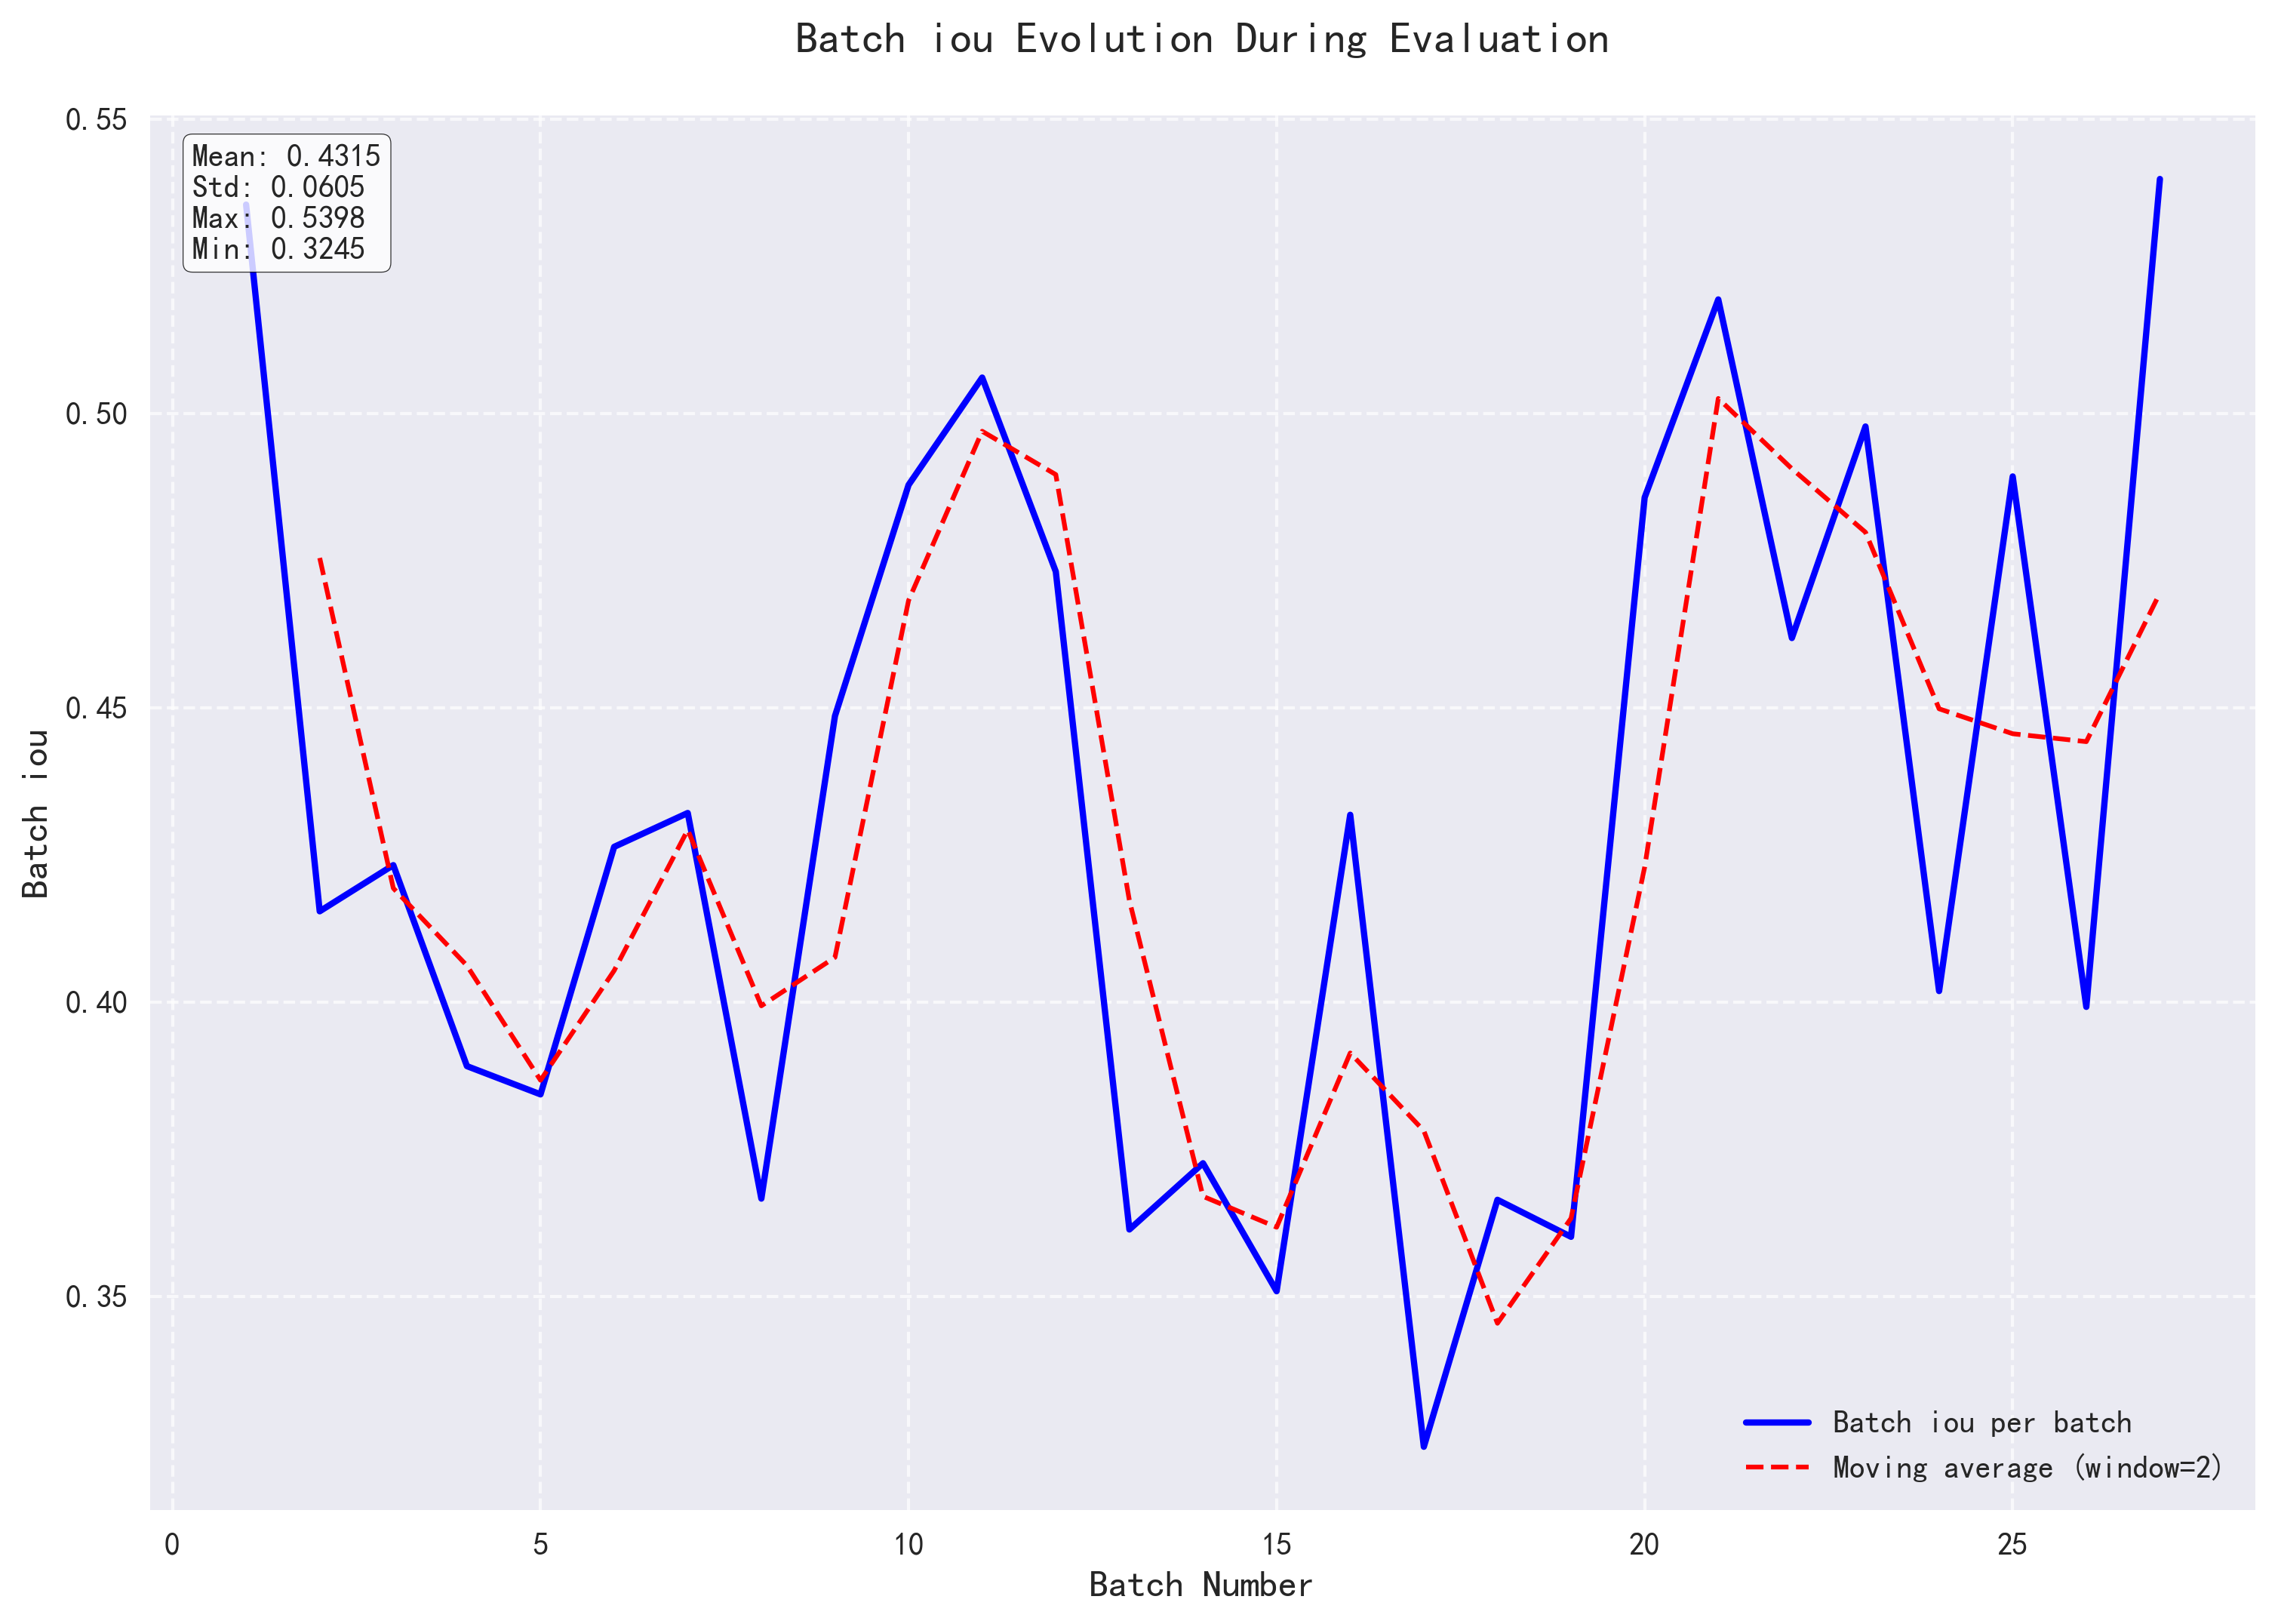 Batch iou Evolution During Evaluation
0.55
0.50
0.45
0.40
0.35
Batch iou
Mean: 0.4315
Std: 0.0605
Max: 0.5398
Min: 0.3245
Batch iou per batch
Moving average (window=2)
0 5 10 15 20 25
Batch Number